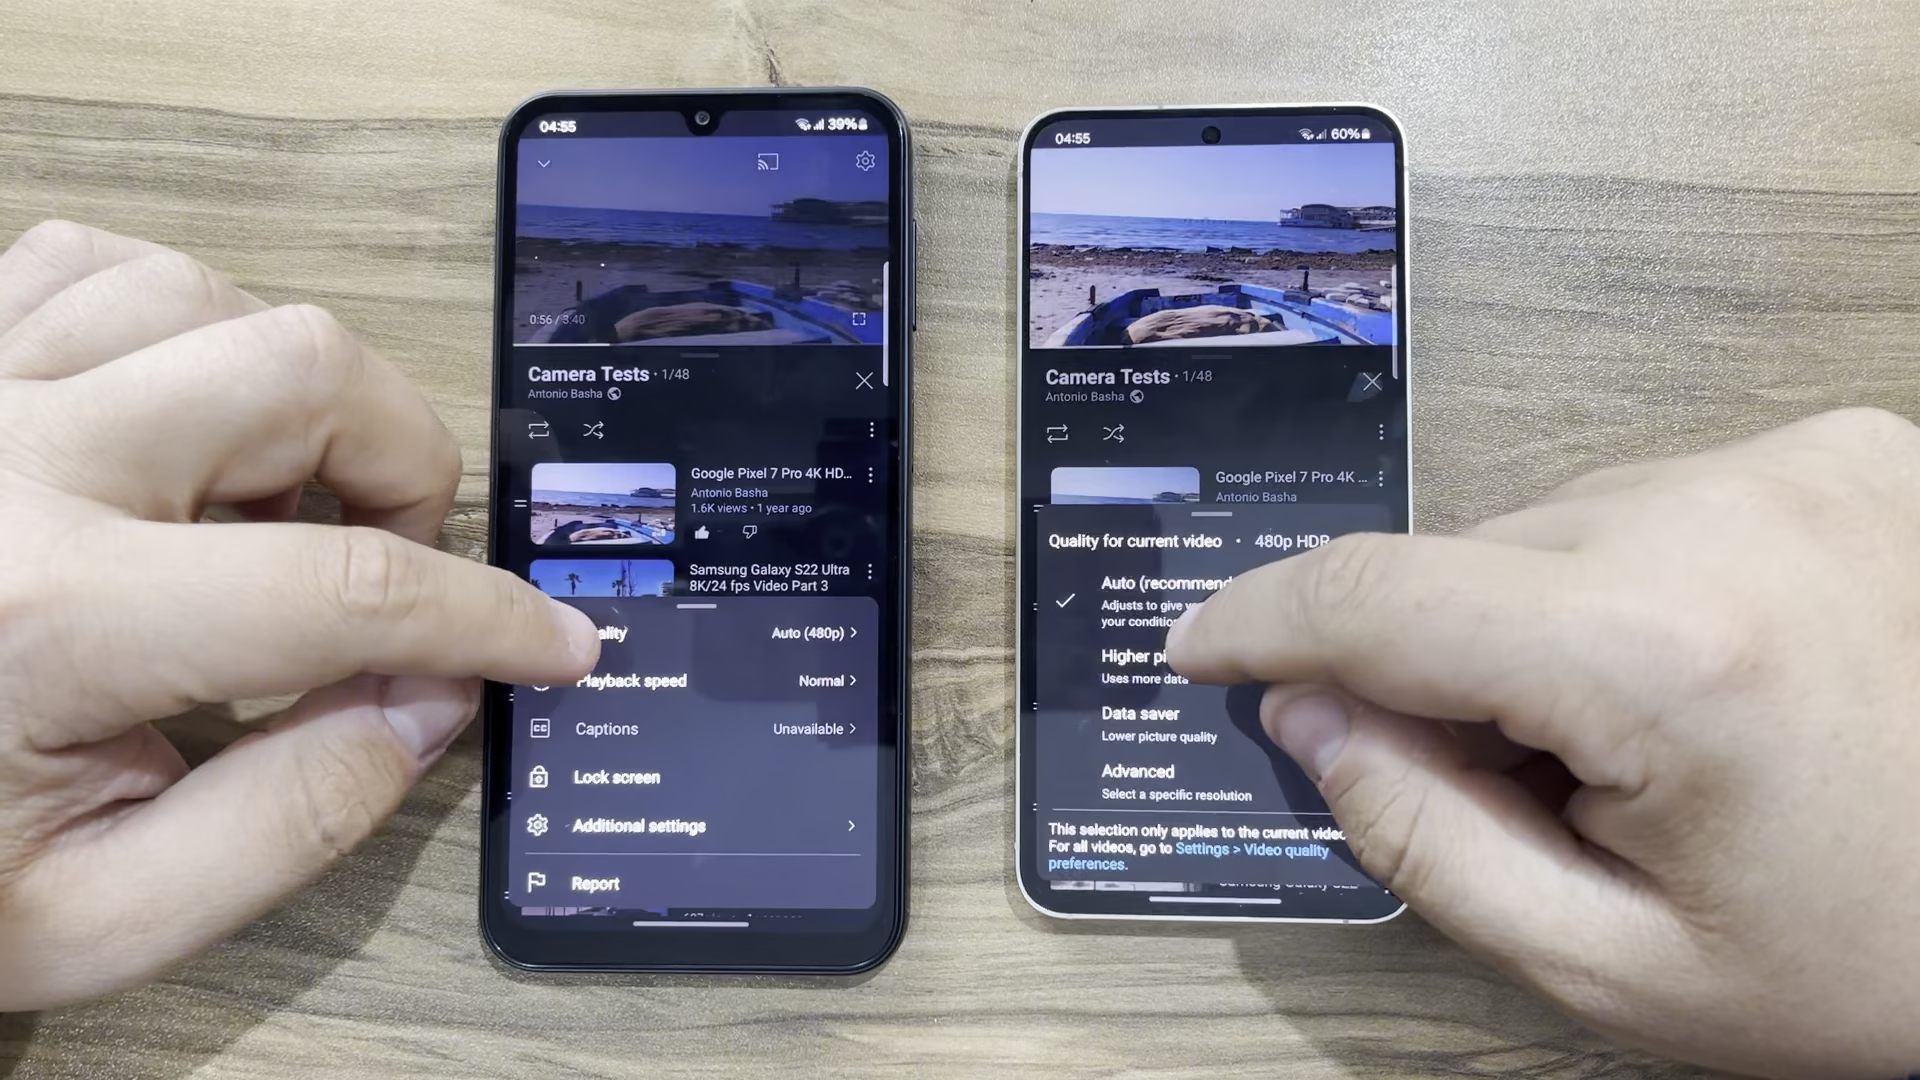 04:55
39%
0:56 / 3:40
Camera Tests · 1/48
Antonio Basha
Google Pixel 7 Pro 4K HD...
Antonio Basha
1.6K views · 1 year ago
Samsung Galaxy S22 Ultra
8K/24 fps Video Part 3
Auto (480p)
Playback speed
Normal
CC
Captions
Unavailable
Lock screen
Additional settings
Report
04:55
60%
Camera Tests · 1/48
Antonio Basha
Google Pixel 7 Pro 4K ...
Antonio Basha
Quality for current video · 480p HDR
Auto (recommend
Adjusts to give
your
Higher
Uses more data
Data saver
Lower picture quality
Advanced
Select a specific resolution
This selection only applies to the current video
For all videos, go to Settings > Video quality
preferences.